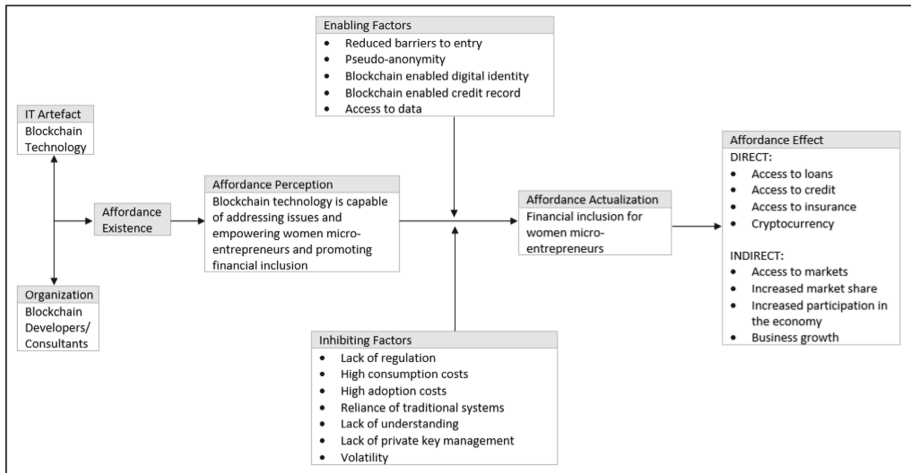 Enabling Factors
• Reduced barriers to entry
• Pseudo-anonymity
• Blockchain enabled digital identity
• Blockchain enabled credit record
• Access to data
IT Artefact
Blockchain
Technology
Affordance
Existence
Organization
Blockchain
Developers/
Consultants
Affordance Perception
Blockchain technology is capable
of addressing issues and
empowering women micro-
entrepreneurs and promoting
financial inclusion
Inhibiting Factors
• Lack of regulation
• High consumption costs
• High adoption costs
• Reliance of traditional systems
• Lack of understanding
• Lack of private key management
• Volatility
Affordance Actualization
Financial inclusion for
women micro-
entrepreneurs
Affordance Effect
DIRECT:
• Access to loans
• Access to credit
• Access to insurance
• Cryptocurrency
INDIRECT:
• Access to markets
• Increased market share
• Increased participation in
the economy
• Business growth